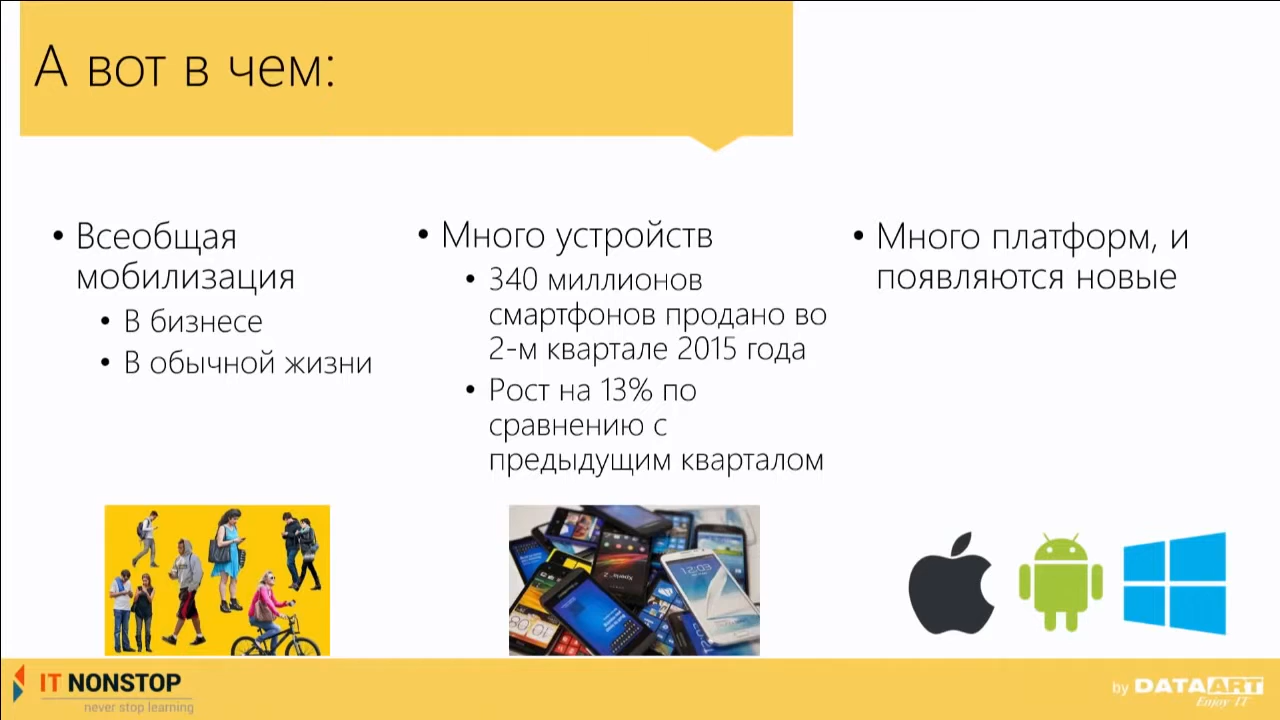 А вот в чем:
• Всеобщая
мобилизация
• В бизнесе
• В обычной жизни
• Много устройств
• 340 миллионов
смартфонов продано во
2-м квартале 2015 года
• Рост на 13% по
сравнению с
предыдущим кварталом
• Много платформ, и
появляются новые
12:03
IT NONSTOP
never stop learning
by DATAART
Enjoy IT